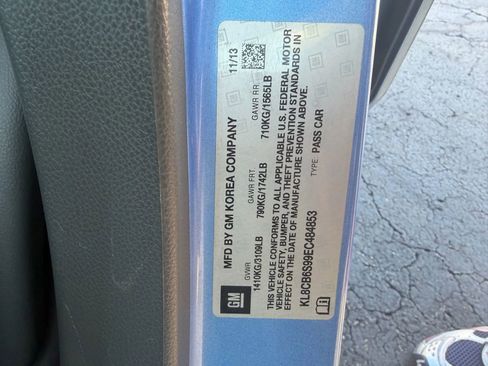 MFD BY GM KOREA COMPANY
11/13
GVWR
GAWR FRT.
GAWR RR.
1410KG/3109LB
790KG/1742LB
710KG/1565LB
THIS VEHICLE CONFORMS TO ALL APPLICABLE U.S. FEDERAL MOTOR
VEHICLE SAFETY, BUMPER, AND THEFT PREVENTION STANDARDS IN
EFFECT ON THE DATE OF MANUFACTURE SHOWN ABOVE.
KL8CB6S99EC484853
TYPE: PASS CAR
GM